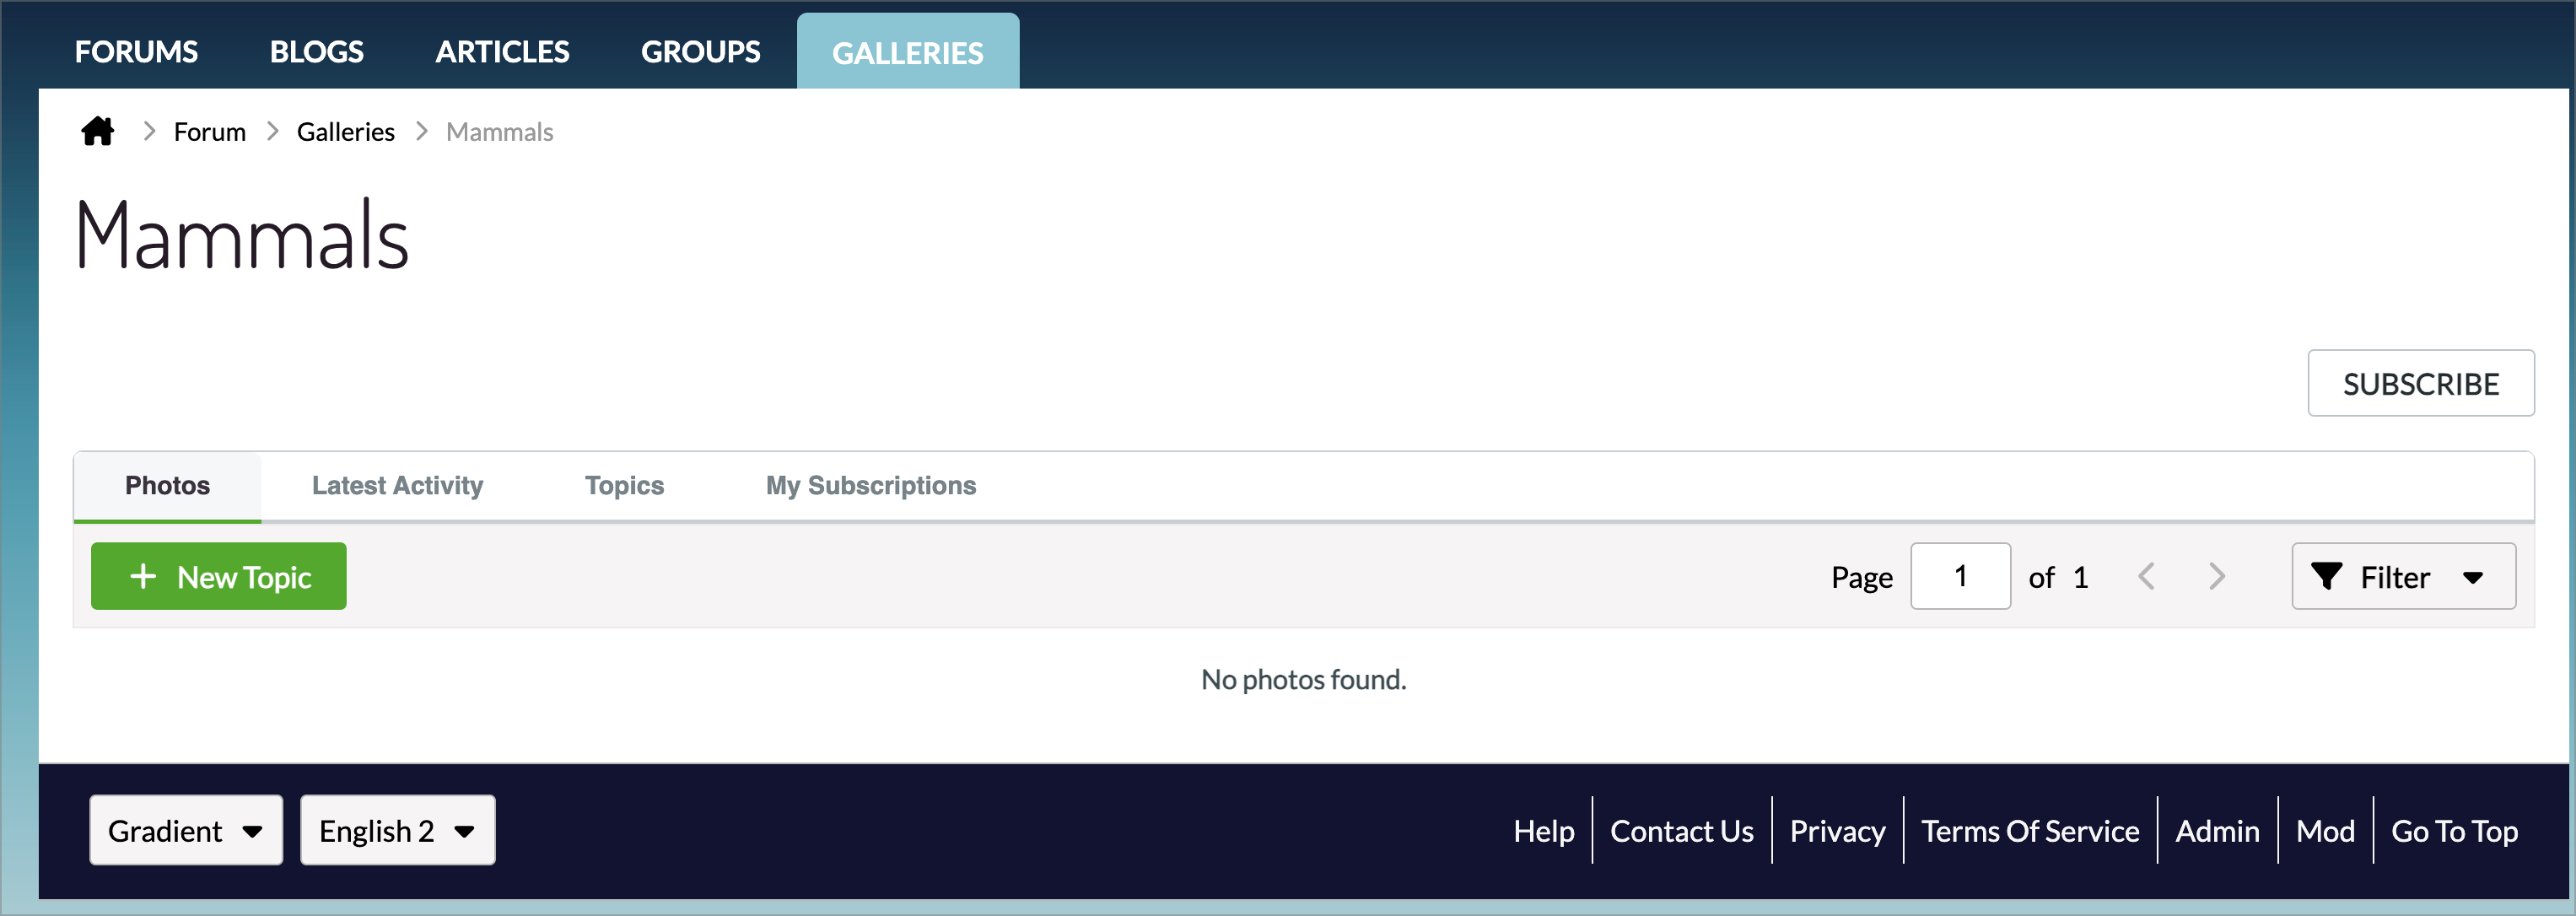 FORUMS BLOGS ARTICLES GROUPS GALLERIES
Forum Galleries Mammals
Mammals
SUBSCRIBE
Photos Latest Activity Topics My Subscriptions
+ New Topic Page 1 of 1 Filter
No photos found.
Gradient English 2 Help Contact Us Privacy Terms Of Service Admin Mod Go To Top